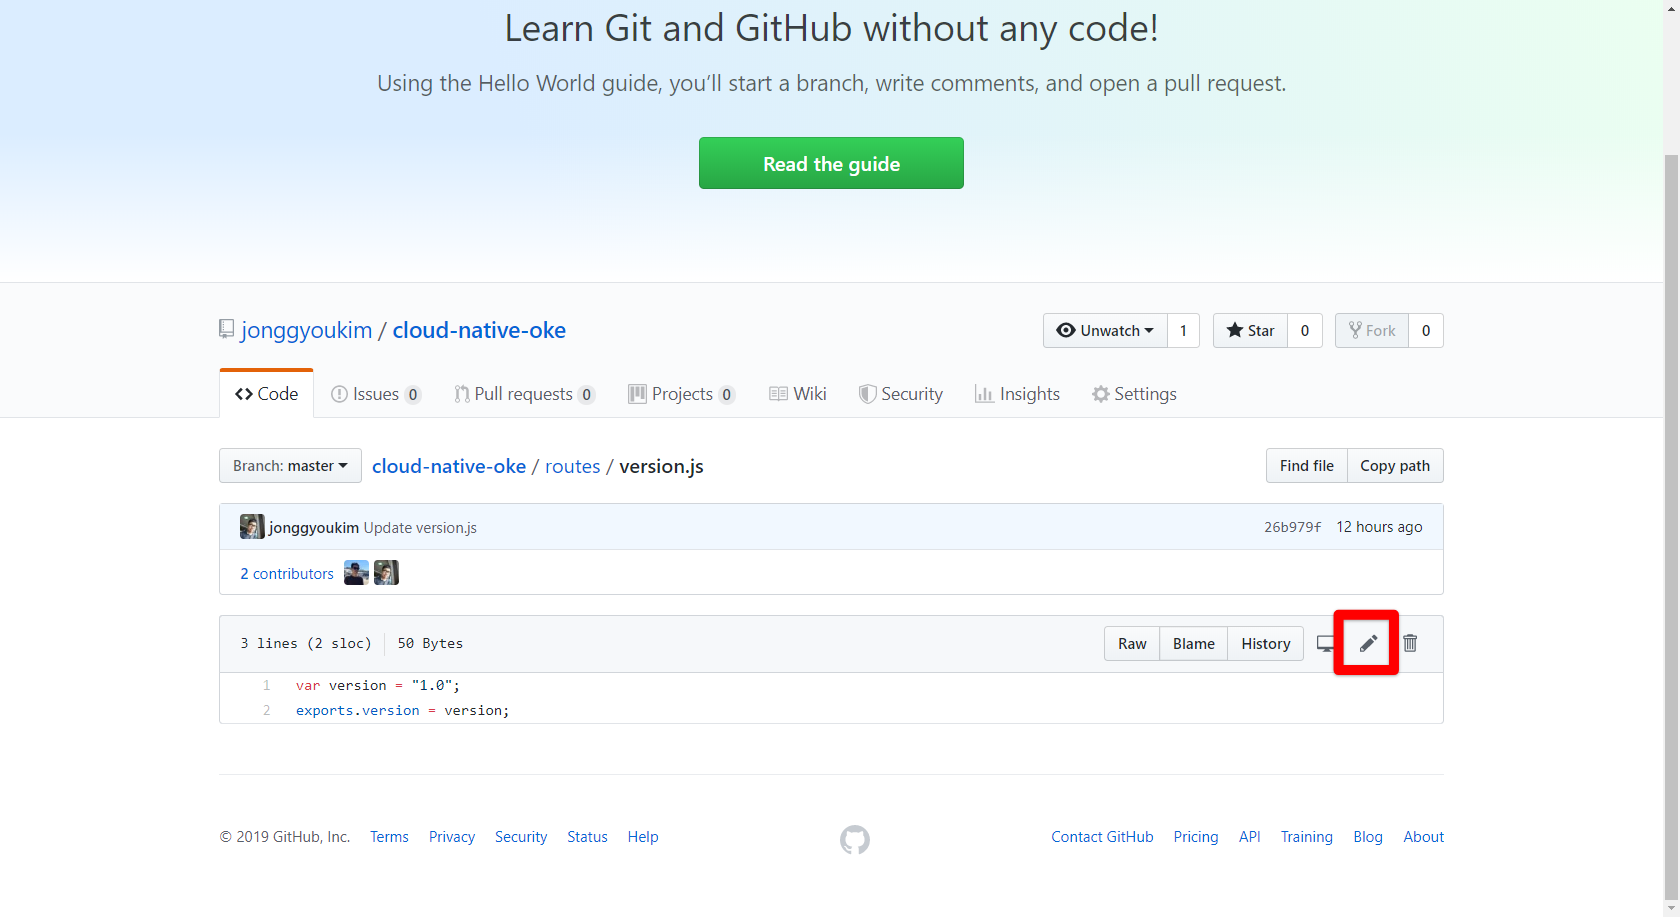 Learn Git and GitHub without any code!
Using the Hello World guide, you’ll start a branch, write comments, and open a pull request.
Read the guide
jonggyoukim / cloud-native-oke Unwatch 1 Star 0 Fork 0
Code Issues 0 Pull requests 0 Projects 0 Wiki Security Insights Settings
Branch: master cloud-native-oke / routes / version.js Find file Copy path
jonggyoukim Update version.js 26b979f 12 hours ago
2 contributors
3 lines (2 sloc) 50 Bytes Raw Blame History
1 var version = "1.0";
2 exports.version = version;
© 2019 GitHub, Inc. Terms Privacy Security Status Help Contact GitHub Pricing API Training Blog About